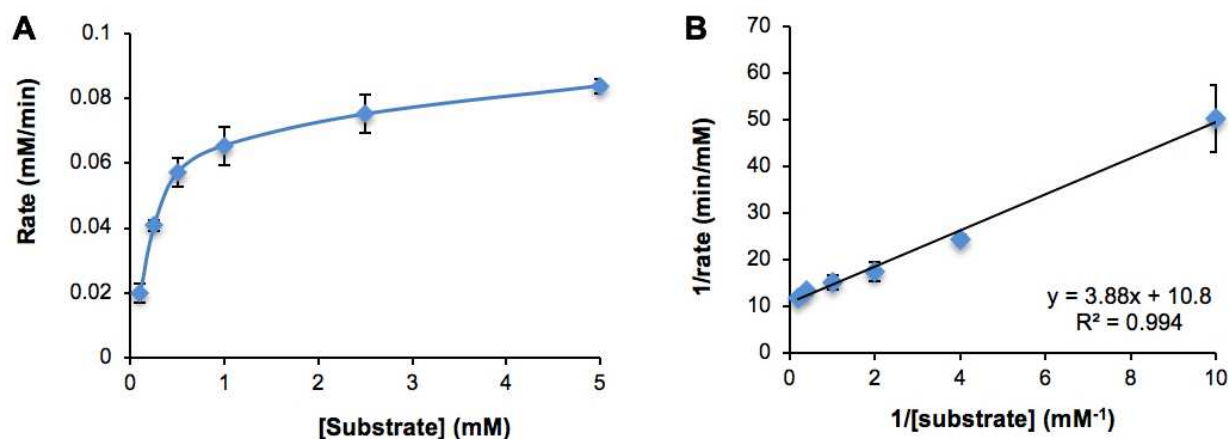 A
Rate (mM/min)
0.1
0.08
0.06
0.04
0.02
0
0 1 2 3 4 5
[Substrate] (mM)
B
1/rate (min/mM)
70
60
50
40
30
20
10
0
y = 3.88x + 10.8
R² = 0.994
0 2 4 6 8 10
1/[substrate] (mM⁻¹)